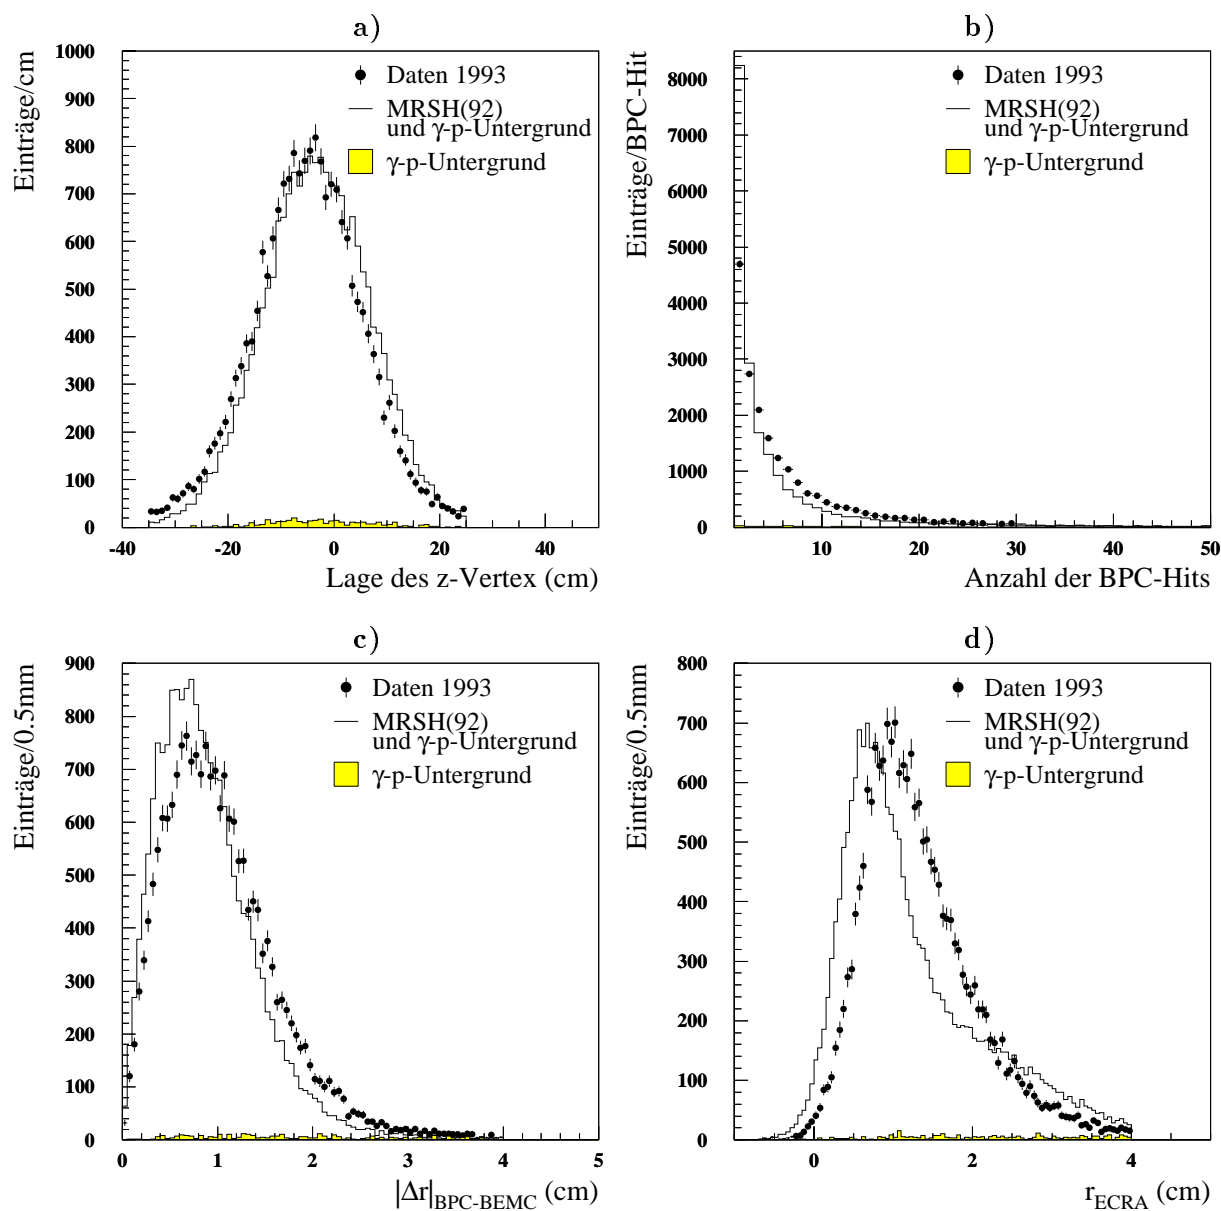 a)
Einträge/cm
1000
900
800
700
600
500
400
300
200
100
0
-40 -20 0 20 40
Daten 1993
MRSH(92)
und γ-p-Untergrund
γ-p-Untergrund
Lage des z-Vertex (cm)
b)
Einträge/BPC-Hit
8000
7000
6000
5000
4000
3000
2000
1000
0
10 20 30 40 50
Daten 1993
MRSH(92)
und γ-p-Untergrund
γ-p-Untergrund
Anzahl der BPC-Hits
c)
Einträge/0.5mm
900
800
700
600
500
400
300
200
100
0
0 1 2 3 4 5
Daten 1993
MRSH(92)
und γ-p-Untergrund
γ-p-Untergrund
|Δr|BPC-BEMC (cm)
d)
Einträge/0.5mm
800
700
600
500
400
300
200
100
0
0 2 4
Daten 1993
MRSH(92)
und γ-p-Untergrund
γ-p-Untergrund
rECRA (cm)